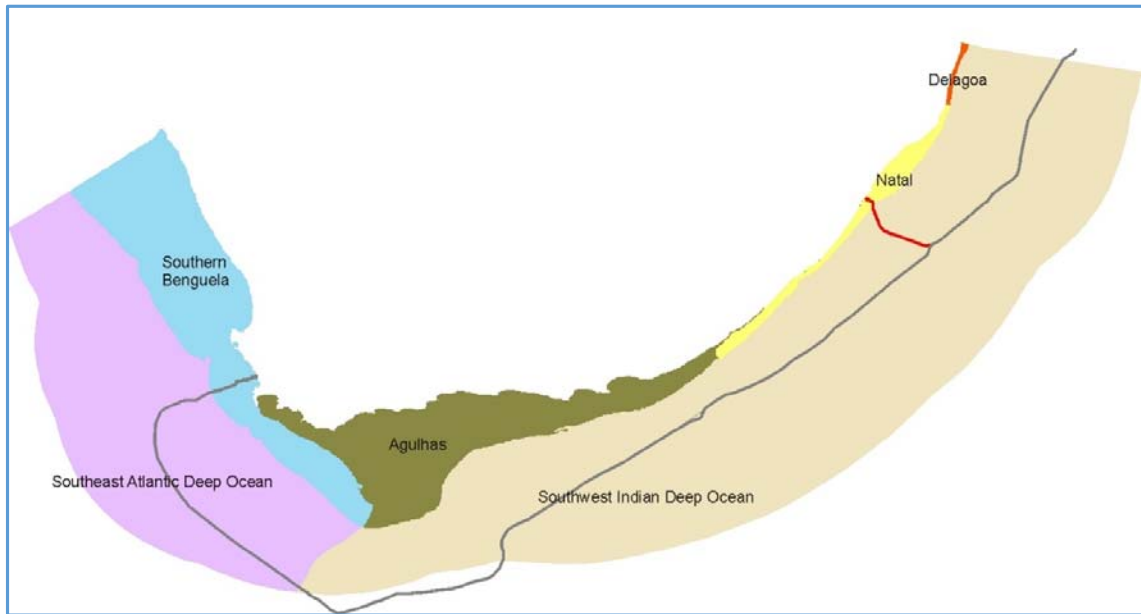 Delagoa
Natal
Southern
Benguela
Agulhas
Southeast Atlantic Deep Ocean
Southwest Indian Deep Ocean